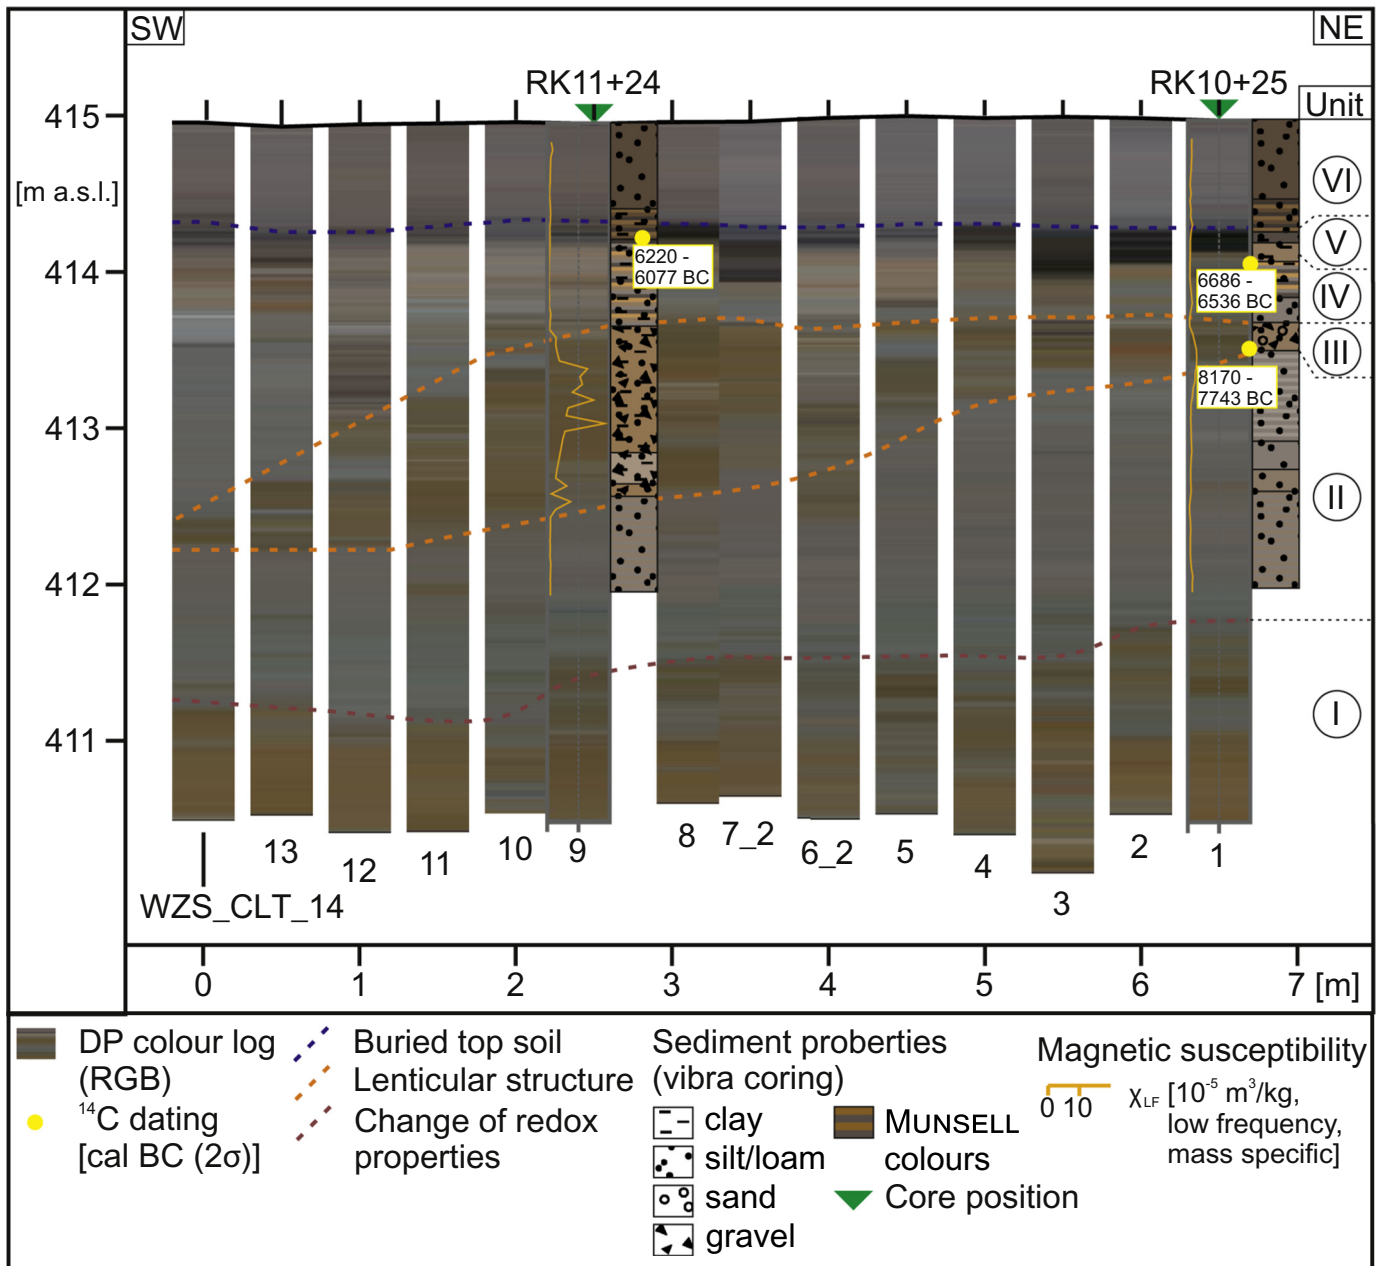 SW
NE
RK11+24
RK10+25
Unit
415
[m a.s.l.]
414
413
412
411
VI
V
IV
III
II
I
6220 -
6077 BC
6686 -
6536 BC
8170 -
7743 BC
13
12
11
10
9
8
7_2
6_2
5
4
3
2
1
WZS_CLT_14
0 1 2 3 4 5 6 7 [m]
DP colour log
(RGB)
14C dating
[cal BC (2σ)]
Buried top soil
Lenticular structure
Change of redox
properties
Sediment proberties
(vibra coring)
clay
silt/loam
sand
gravel
MUNSELL
colours
Core position
Magnetic susceptibility
0 10
χLF [10-5 m3/kg,
low frequency,
mass specific]